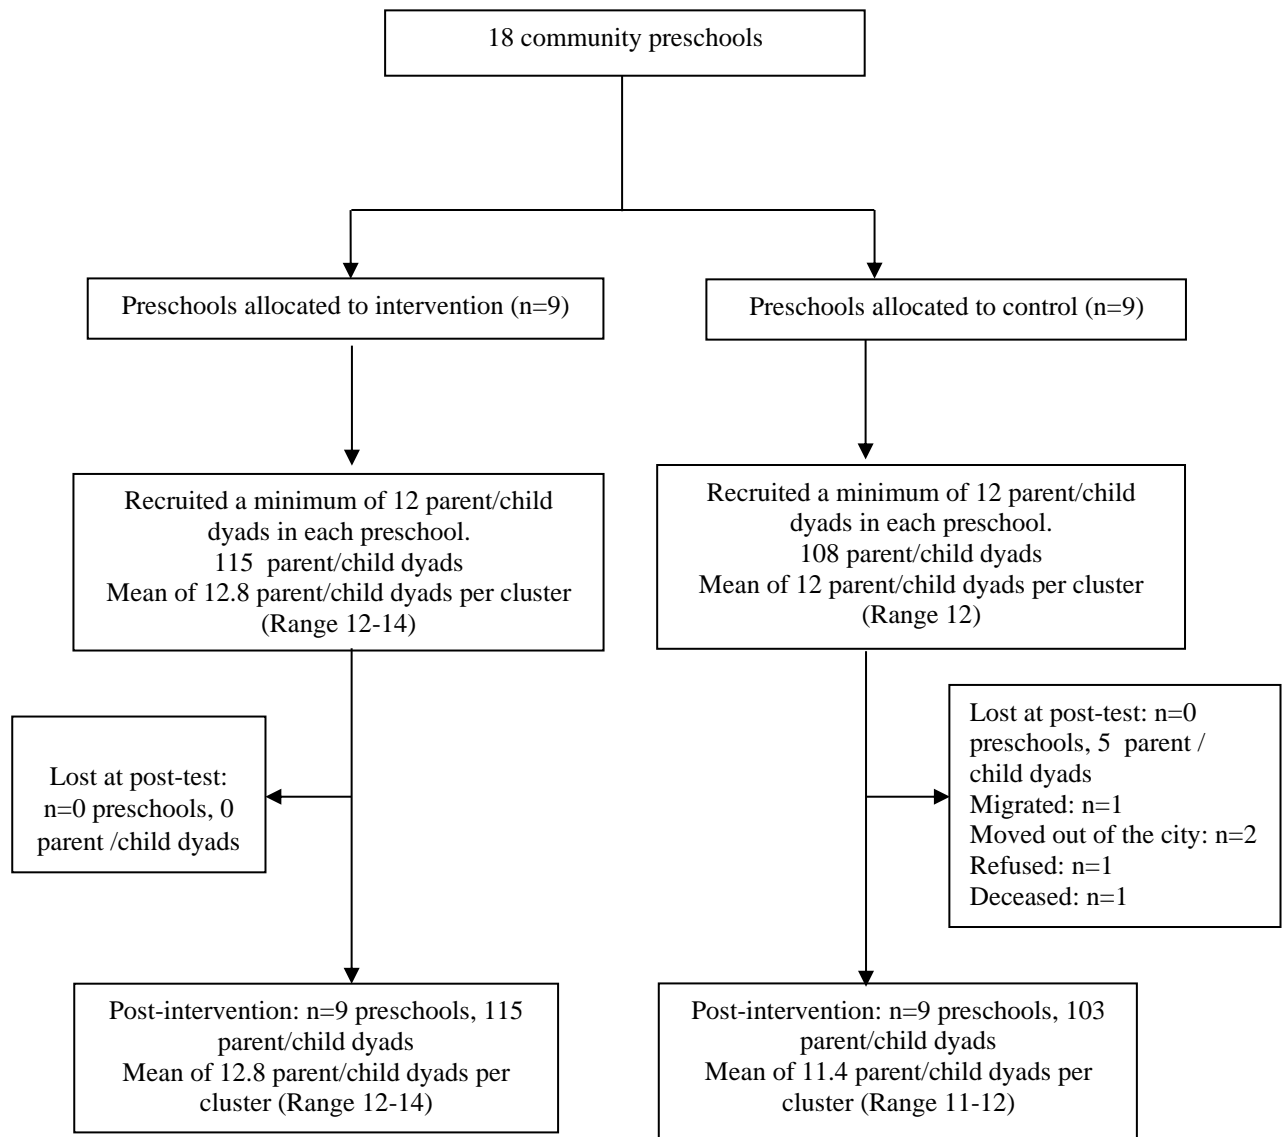 18 community preschools
Preschools allocated to intervention (n=9)
Preschools allocated to control (n=9)
Recruited a minimum of 12 parent/child
dyads in each preschool.
115  parent/child dyads
Mean of 12.8 parent/child dyads per cluster
(Range 12-14)
Recruited a minimum of 12 parent/child
dyads in each preschool.
108 parent/child dyads
Mean of 12 parent/child dyads per cluster
(Range 12)
Lost at post-test:
n=0 preschools, 0
parent /child dyads
Lost at post-test: n=0
preschools, 5  parent /
child dyads
Migrated: n=1
Moved out of the city: n=2
Refused: n=1
Deceased: n=1
Post-intervention: n=9 preschools, 115
parent/child dyads
Mean of 12.8 parent/child dyads per
cluster (Range 12-14)
Post-intervention: n=9 preschools, 103
parent/child dyads
Mean of 11.4 parent/child dyads per
cluster (Range 11-12)